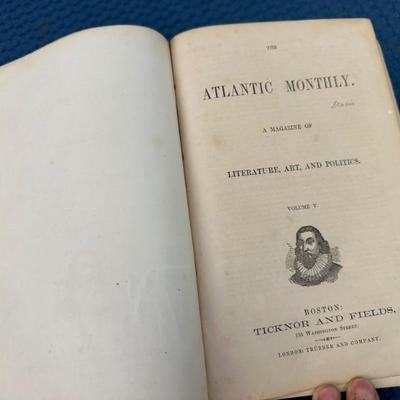 THE
ATLANTIC MONTHLY.
A MAGAZINE OF
LITERATURE, ART, AND POLITICS.
VOLUME V.
BOSTON:
TICKNOR AND FIELDS,
135 WASHINGTON STREET.
LONDON: TRÜBNER AND COMPANY.